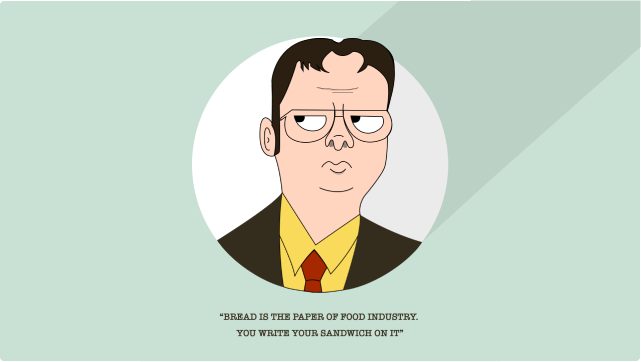 “BREAD IS THE PAPER OF FOOD INDUSTRY.
YOU WRITE YOUR SANDWICH ON IT”